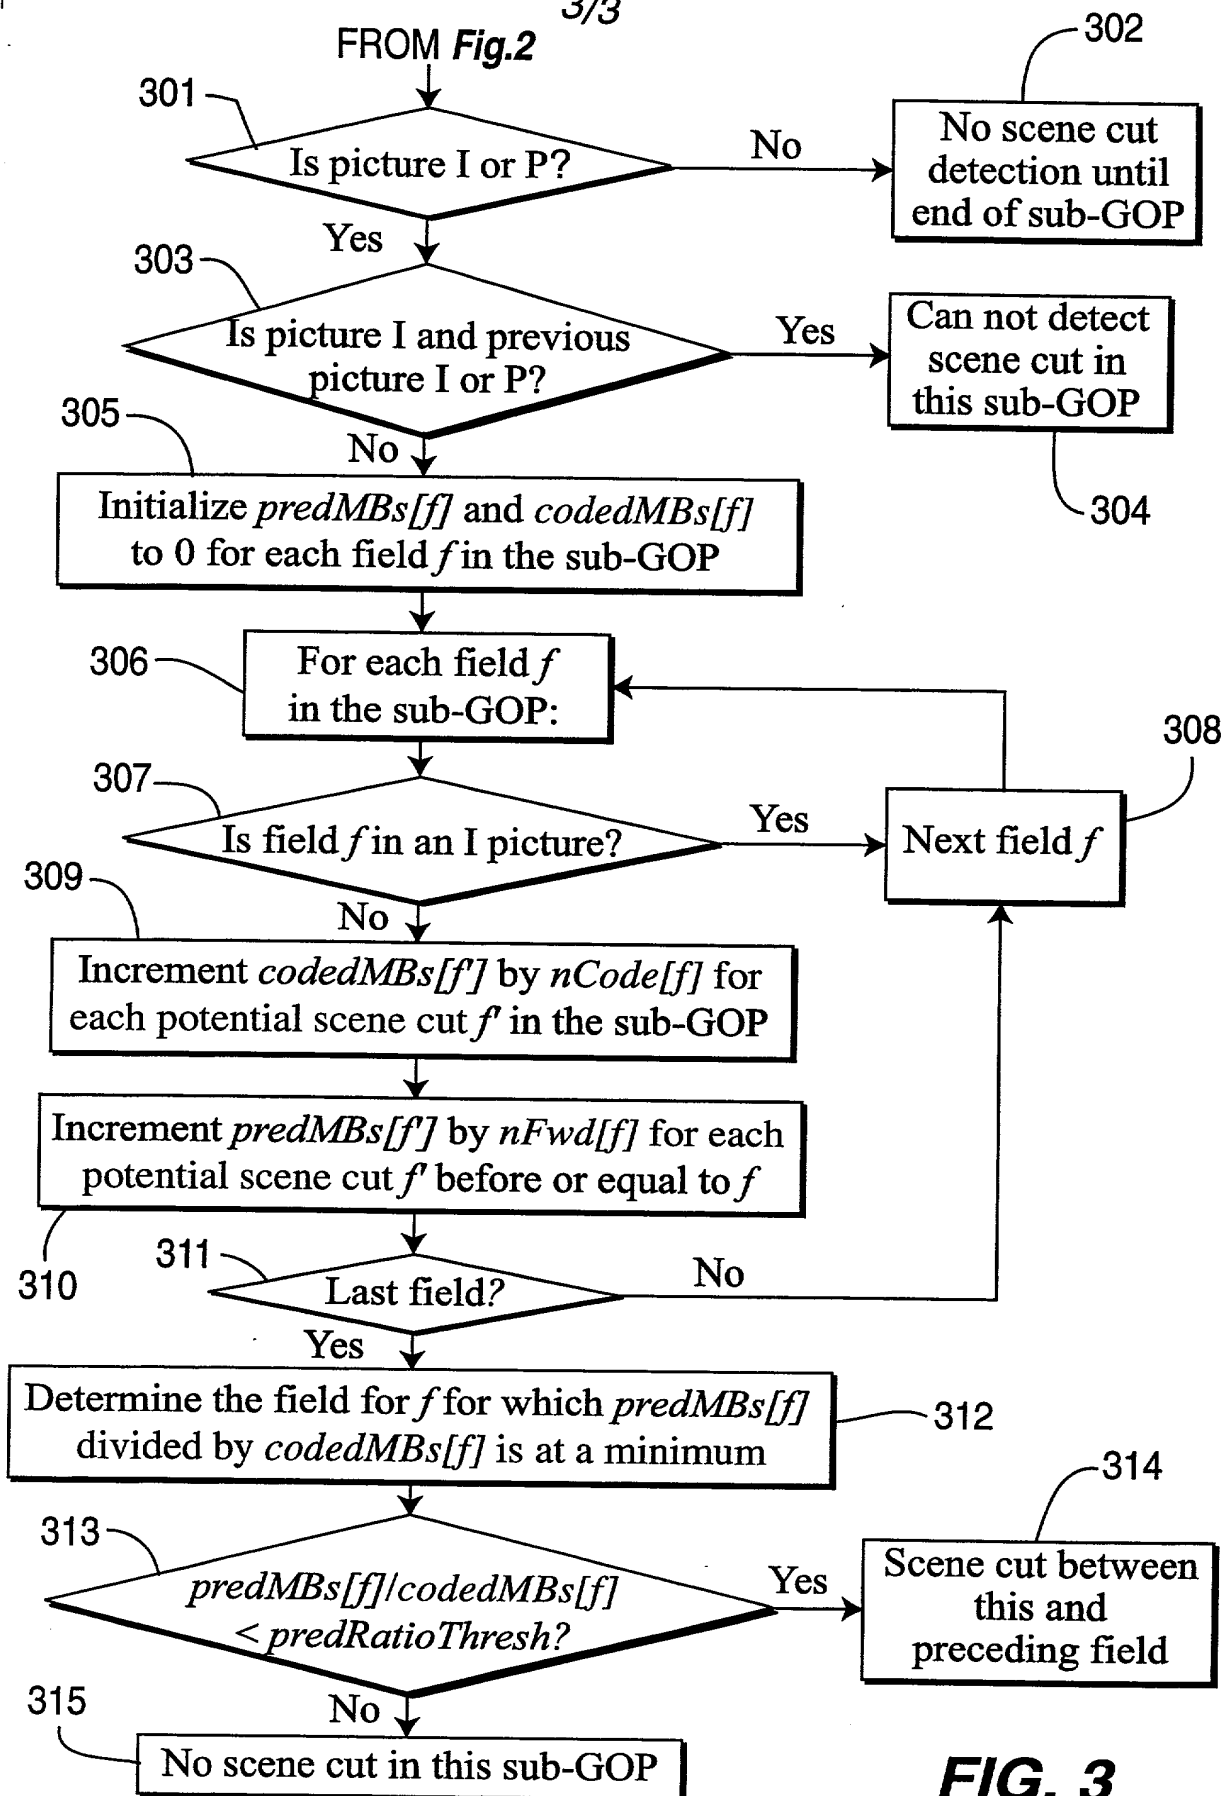 3/3
FROM Fig.2
301
302
Is picture I or P?
No
No scene cut
detection until
end of sub-GOP
Yes
303
Is picture I and previous
picture I or P?
Yes
Can not detect
scene cut in
this sub-GOP
304
305
No
Initialize predMBs[f] and codedMBs[f]
to 0 for each field f in the sub-GOP
306
For each field f
in the sub-GOP:
307
308
Is field f in an I picture?
Yes
Next field f
309
No
Increment codedMBs[f'] by nCode[f] for
each potential scene cut f' in the sub-GOP
Increment predMBs[f'] by nFwd[f] for each
potential scene cut f' before or equal to f
310
311
Last field?
No
Yes
Determine the field for f for which predMBs[f]
divided by codedMBs[f] is at a minimum
312
313
314
predMBs[f]/codedMBs[f]
< predRatioThresh?
Yes
Scene cut between
this and
preceding field
315
No
No scene cut in this sub-GOP
FIG. 3